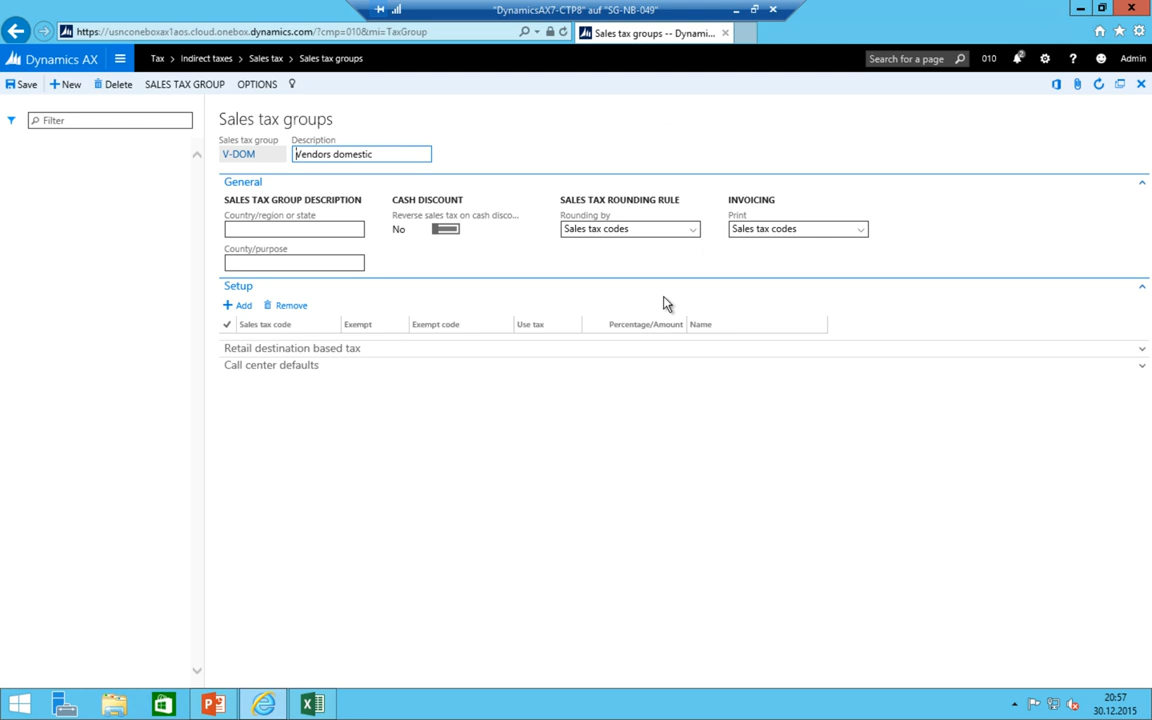 "DynamicsAX7-CTP8" auf "SG-NB-049"
https://usnconeboxax1aos.cloud.onebox.dynamics.com/?cmp=010&mi=TaxGroup
Sales tax groups -- Dynami...
Dynamics AX
Tax > Indirect taxes > Sales tax > Sales tax groups
Search for a page
010
2
?
Admin
Save
+ New
Delete
SALES TAX GROUP
OPTIONS
Filter
Sales tax groups
Sales tax group
Description
V-DOM
Vendors domestic
General
SALES TAX GROUP DESCRIPTION
CASH DISCOUNT
SALES TAX ROUNDING RULE
INVOICING
Country/region or state
Reverse sales tax on cash disco...
Rounding by
Print
No
Sales tax codes
Sales tax codes
County/purpose
Setup
+ Add
Remove
Sales tax code
Exempt
Exempt code
Use tax
Percentage/Amount
Name
Retail destination based tax
Call center defaults
20:57
30.12.2015